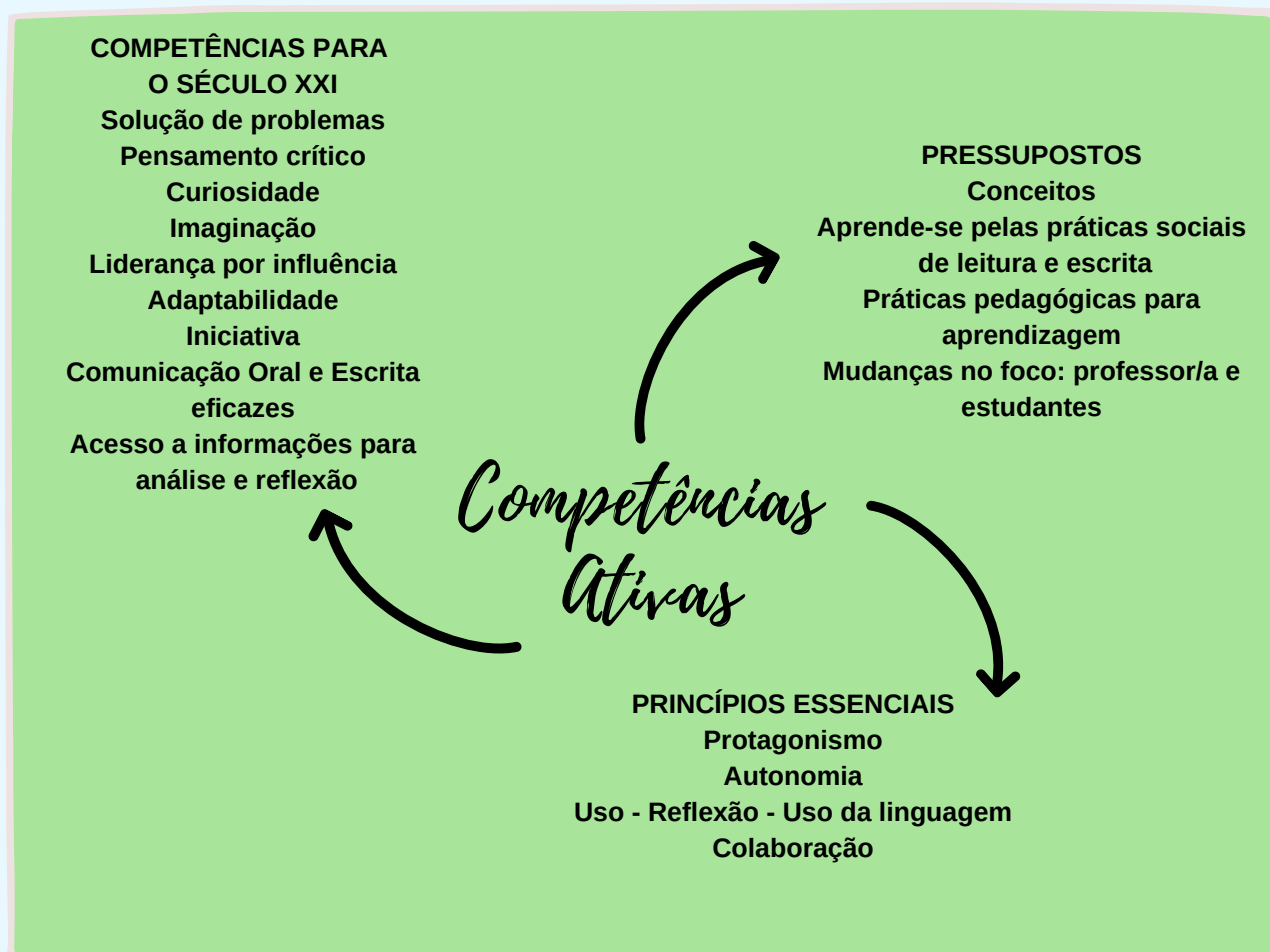 COMPETÊNCIAS PARA
O SÉCULO XXI
Solução de problemas
Pensamento crítico
Curiosidade
Imaginação
Liderança por influência
Adaptabilidade
Iniciativa
Comunicação Oral e Escrita
eficazes
Acesso a informações para
análise e reflexão
PRESSUPOSTOS
Conceitos
Aprende-se pelas práticas sociais
de leitura e escrita
Práticas pedagógicas para
aprendizagem
Mudanças no foco: professor/a e
estudantes
Competências
Ativas
PRINCÍPIOS ESSENCIAIS
Protagonismo
Autonomia
Uso - Reflexão - Uso da linguagem
Colaboração